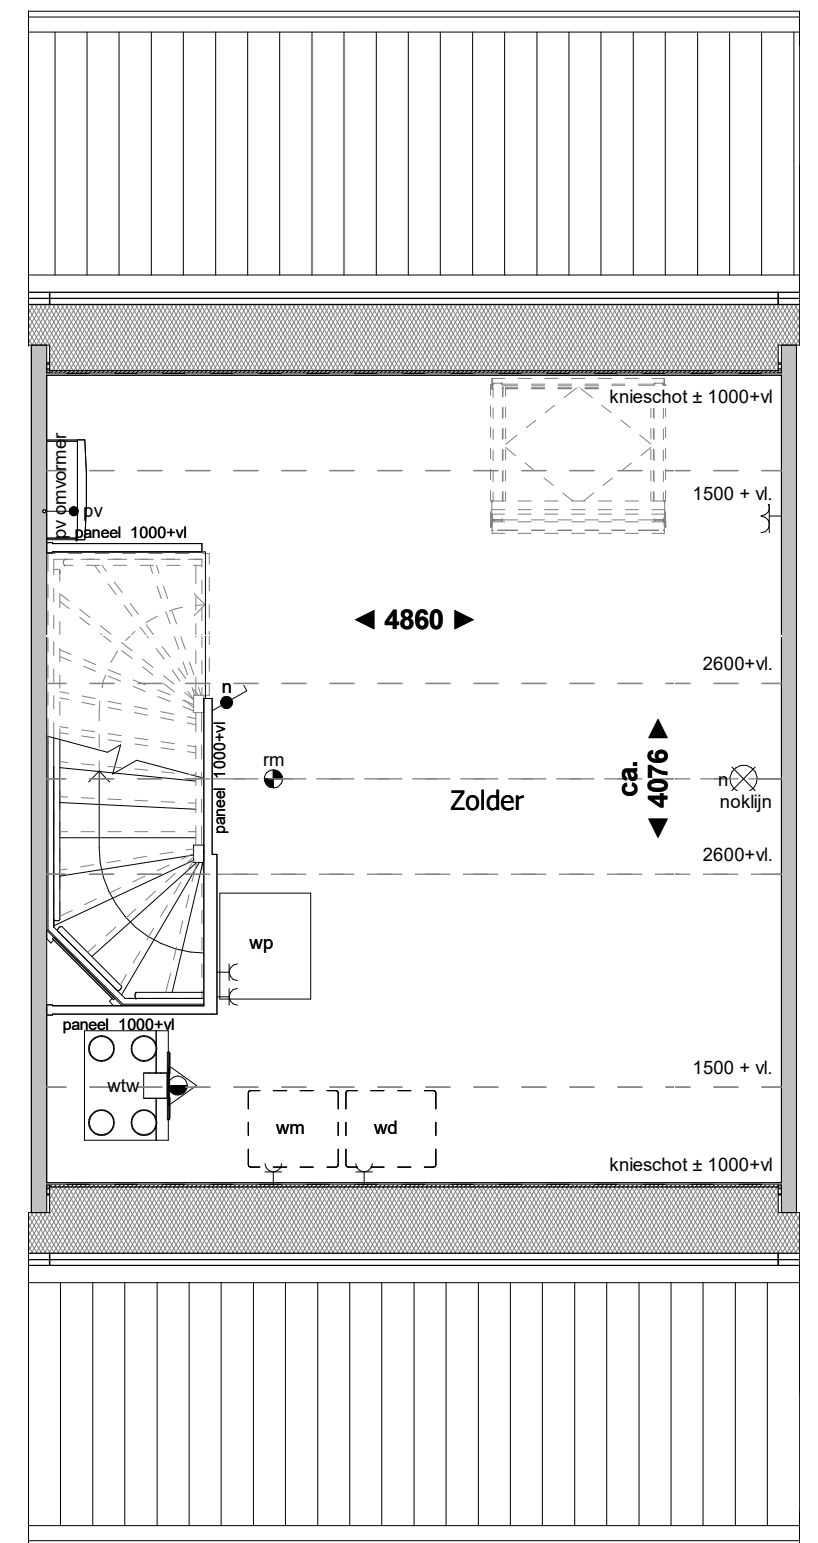 knieschot ± 1000+vl
pv omvormer
1500 + vl.
pv
paneel 1000+vl
4860
2600+vl.
n
paneel 1000+vl
rm
ca.
4076
n
noklijn
Zolder
2600+vl.
wp
paneel 1000+vl
1500 + vl.
wtw
wm
wd
knieschot ± 1000+vl